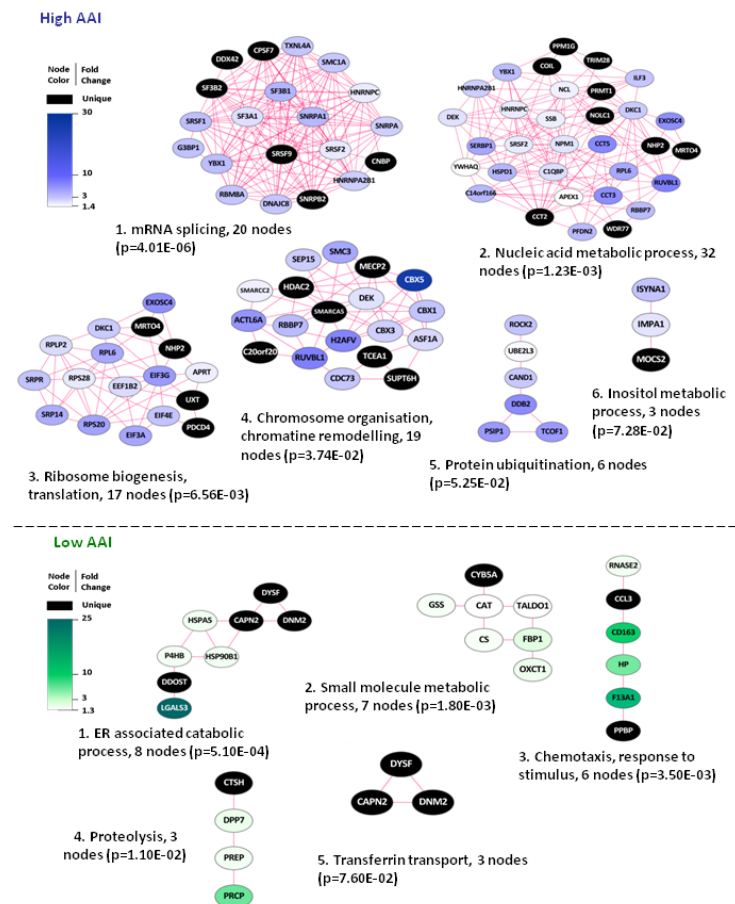 High AAI
Node Color
Fold Change
Unique
30
10
3
1.4
DDX42
CPSF7
TXNL4A
SMC1A
SF3B2
SF3B1
HNRNPC
SRSF1
SF3A1
SNRPA1
SNRPA
G3BP1
SRSF9
SRSF2
CNBP
YBX1
HNRNPA2B1
RBMBA
DNAJC8
SNRPB2
1. mRNA splicing, 20 nodes
(p=4.01E-06)
PPM1G
TRIM28
COIL
YBX1
ILF3
HNRNPA2B1
NCL
PRMT1
DEK
HNRNPC
NOLC1
DKC1
EXOSC4
SSB
SERBP1
SRSF2
NPM1
CCT5
NHP2
MRTO4
YWHAQ
HSPD1
C1QBP
RPL6
RUVBL1
C14orf166
APEX1
CCT3
RBBP7
CCT2
WDR77
PFDN2
2. Nucleic acid metabolic process, 32
nodes (p=1.23E-03)
EXOSC4
DKC1
MRTO4
RPLP2
RPL6
NHP2
SRPR
RPS28
EIF3G
APRT
EEF1B2
UXT
SRP14
EIF4E
RPS20
EIF3A
PDCD4
3. Ribosome biogenesis,
translation, 17 nodes (p=6.56E-03)
SMC3
SEP15
MECP2
CBX5
SMARCC2
HDAC2
DEK
SMARCA5
CBX1
ACTL6A
RBBP7
CBX3
ASF1A
H2AFV
C20orf20
RUVBL1
TCEA1
CDC73
SUPT6H
4. Chromosome organisation,
chromatine remodelling, 19
nodes (p=3.74E-02)
ROCK2
UBE2L3
CAND1
DDB2
PSIP1
TCOF1
5. Protein ubiquitination, 6 nodes
(p=5.25E-02)
ISYNA1
IMPA1
MOCS2
6. Inositol metabolic
process, 3 nodes
(p=7.28E-02)
Low AAI
Node Color
Fold Change
Unique
25
10
3
1.3
DYSF
HSPA5
CAPN2
DNM2
P4HB
HSP90B1
DDOST
LGALS3
1. ER associated catabolic
process, 8 nodes (p=5.10E-04)
CYB5A
GSS
CAT
TALDO1
CS
FBP1
OXCT1
2. Small molecule metabolic
process, 7 nodes (p=1.80E-03)
RNASE2
CCL3
CD163
HP
F13A1
PPBP
3. Chemotaxis, response to
stimulus, 6 nodes (p=3.50E-03)
CTSH
DPP7
PREP
PRCP
4. Proteolysis, 3
nodes (p=1.10E-02)
DYSF
CAPN2
DNM2
5. Transferrin transport, 3 nodes
(p=7.60E-02)